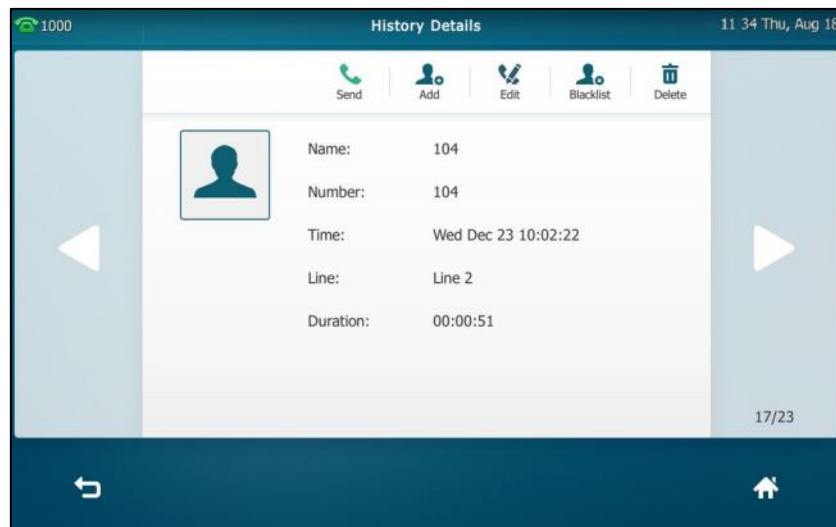 1000 History Details 11 34 Thu, Aug 18
Send Add Edit Blacklist Delete
Name: 104
Number: 104
Time: Wed Dec 23 10:02:22
Line: Line 2
Duration: 00:00:51
17/23